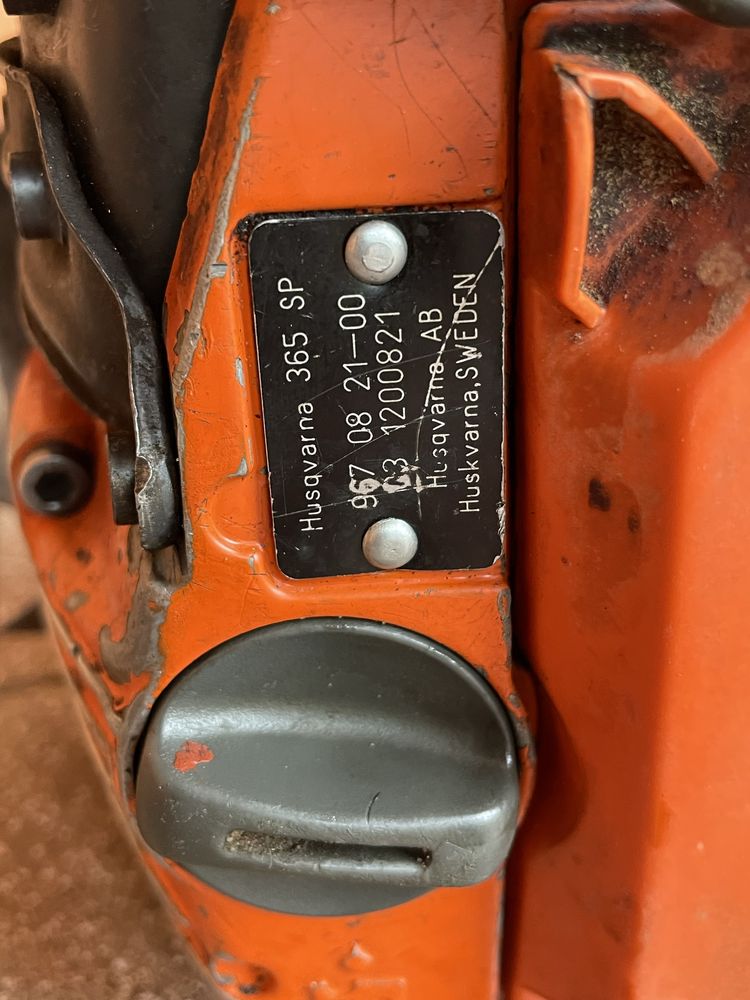 Husqvarna 365 SP
967 08 21-00
1200821
Husqvarna AB
Huskvarna, SWEDEN